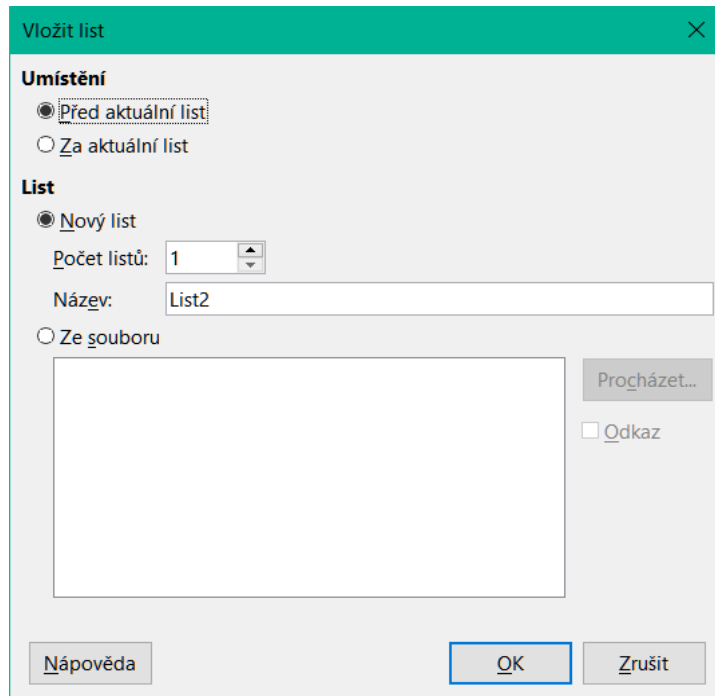 Vložit list
Umístění
Před aktuální list
Za aktuální list
List
Nový list
Počet listů: 1
Název: List2
Ze souboru
Procházet...
Odkaz
Nápověda OK Zrušit